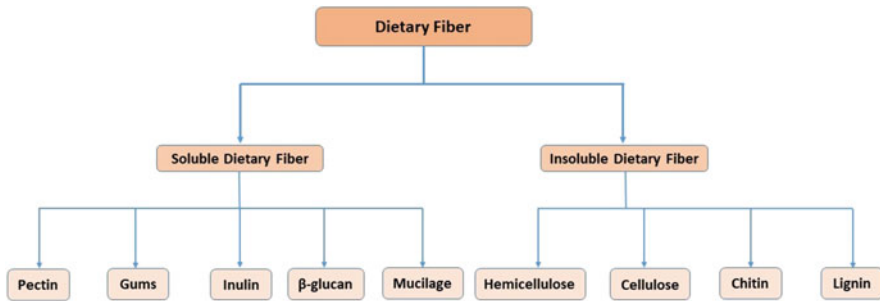 Dietary Fiber
Soluble Dietary Fiber
Insoluble Dietary Fiber
Pectin
Gums
Inulin
β-glucan
Mucilage
Hemicellulose
Cellulose
Chitin
Lignin